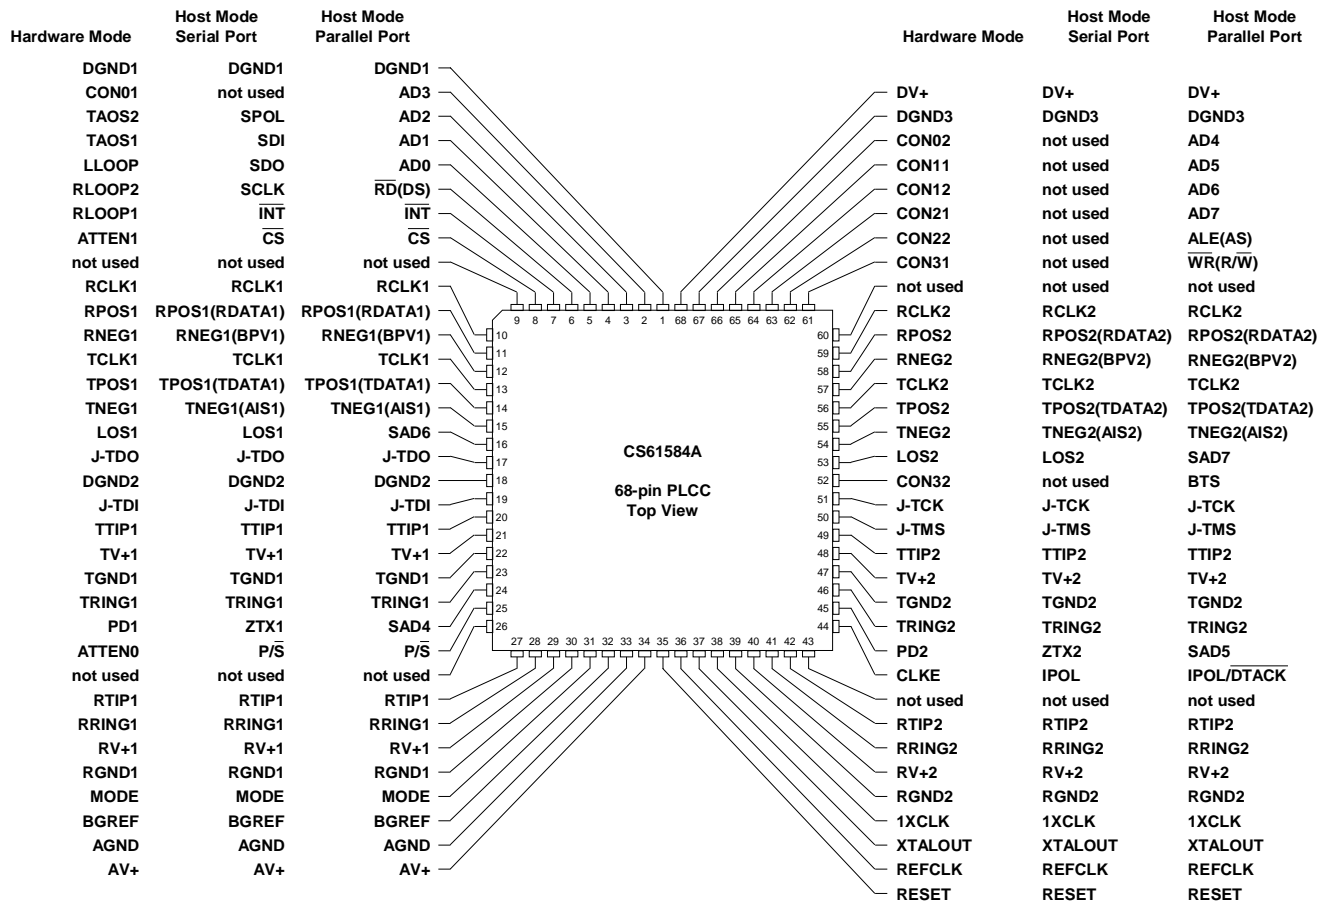 Hardware Mode Host Mode Serial Port Host Mode Parallel Port
DGND1 DGND1 DGND1
CON01 not used AD3
TAOS2 SPOL AD2
TAOS1 SDI AD1
LLOOP SDO AD0
RLOOP2 SCLK R̅D̅(DS)
RLOOP1 I̅N̅T̅ I̅N̅T̅
ATTEN1 C̅S̅ C̅S̅
not used not used not used
RCLK1 RCLK1 RCLK1
RPOS1 RPOS1(RDATA1) RPOS1(RDATA1)
RNEG1 RNEG1(BPV1) RNEG1(BPV1)
TCLK1 TCLK1 TCLK1
TPOS1 TPOS1(TDATA1) TPOS1(TDATA1)
TNEG1 TNEG1(AIS1) TNEG1(AIS1)
LOS1 LOS1 SAD6
J-TDO J-TDO J-TDO
DGND2 DGND2 DGND2
J-TDI J-TDI J-TDI
TTIP1 TTIP1 TTIP1
TV+1 TV+1 TV+1
TGND1 TGND1 TGND1
TRING1 TRING1 TRING1
PD1 ZTX1 SAD4
ATTEN0 P/S̅ P/S̅
not used not used not used
RTIP1 RTIP1 RTIP1
RRING1 RRING1 RRING1
RV+1 RV+1 RV+1
RGND1 RGND1 RGND1
MODE MODE MODE
BGREF BGREF BGREF
AGND AGND AGND
AV+ AV+ AV+
9 8 7 6 5 4 3 2 1 68 67 66 65 64 63 62 61
10
11
12
13
14
15
16
17
18
19
20
21
22
23
24
25
26
CS61584A
68-pin PLCC
Top View
60
59
58
57
56
55
54
53
52
51
50
49
48
47
46
45
44
27 28 29 30 31 32 33 34 35 36 37 38 39 40 41 42 43
Hardware Mode Host Mode Serial Port Host Mode Parallel Port
DV+ DV+ DV+
DGND3 DGND3 DGND3
CON02 not used AD4
CON11 not used AD5
CON12 not used AD6
CON21 not used AD7
CON22 not used ALE(AS)
CON31 not used W̅R̅(R/W̅)
not used not used not used
RCLK2 RCLK2 RCLK2
RPOS2 RPOS2(RDATA2) RPOS2(RDATA2)
RNEG2 RNEG2(BPV2) RNEG2(BPV2)
TCLK2 TCLK2 TCLK2
TPOS2 TPOS2(TDATA2) TPOS2(TDATA2)
TNEG2 TNEG2(AIS2) TNEG2(AIS2)
LOS2 LOS2 SAD7
CON32 not used BTS
J-TCK J-TCK J-TCK
J-TMS J-TMS J-TMS
TTIP2 TTIP2 TTIP2
TV+2 TV+2 TV+2
TGND2 TGND2 TGND2
TRING2 TRING2 TRING2
PD2 ZTX2 SAD5
CLKE IPOL IPOL/D̅T̅A̅C̅K̅
not used not used not used
RTIP2 RTIP2 RTIP2
RRING2 RRING2 RRING2
RV+2 RV+2 RV+2
RGND2 RGND2 RGND2
1XCLK 1XCLK 1XCLK
XTALOUT XTALOUT XTALOUT
REFCLK REFCLK REFCLK
RESET RESET RESET